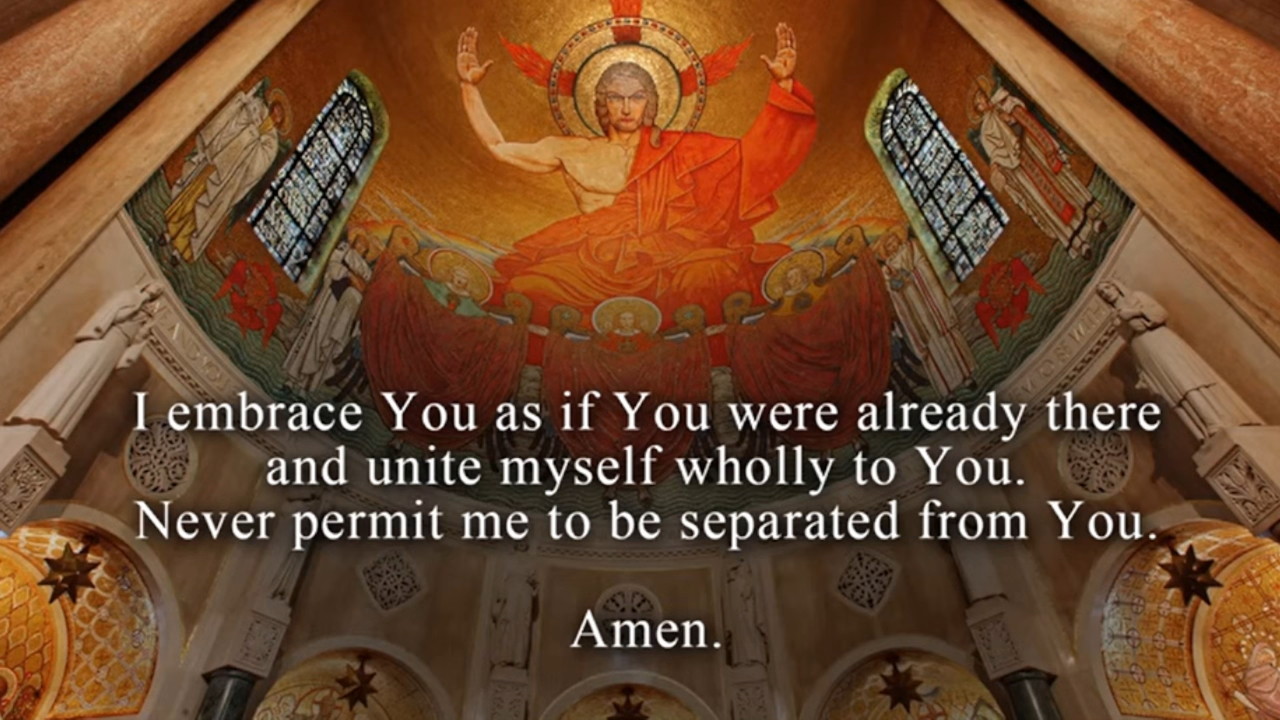 I embrace You as if You were already there
and unite myself wholly to You.
Never permit me to be separated from You.
Amen.